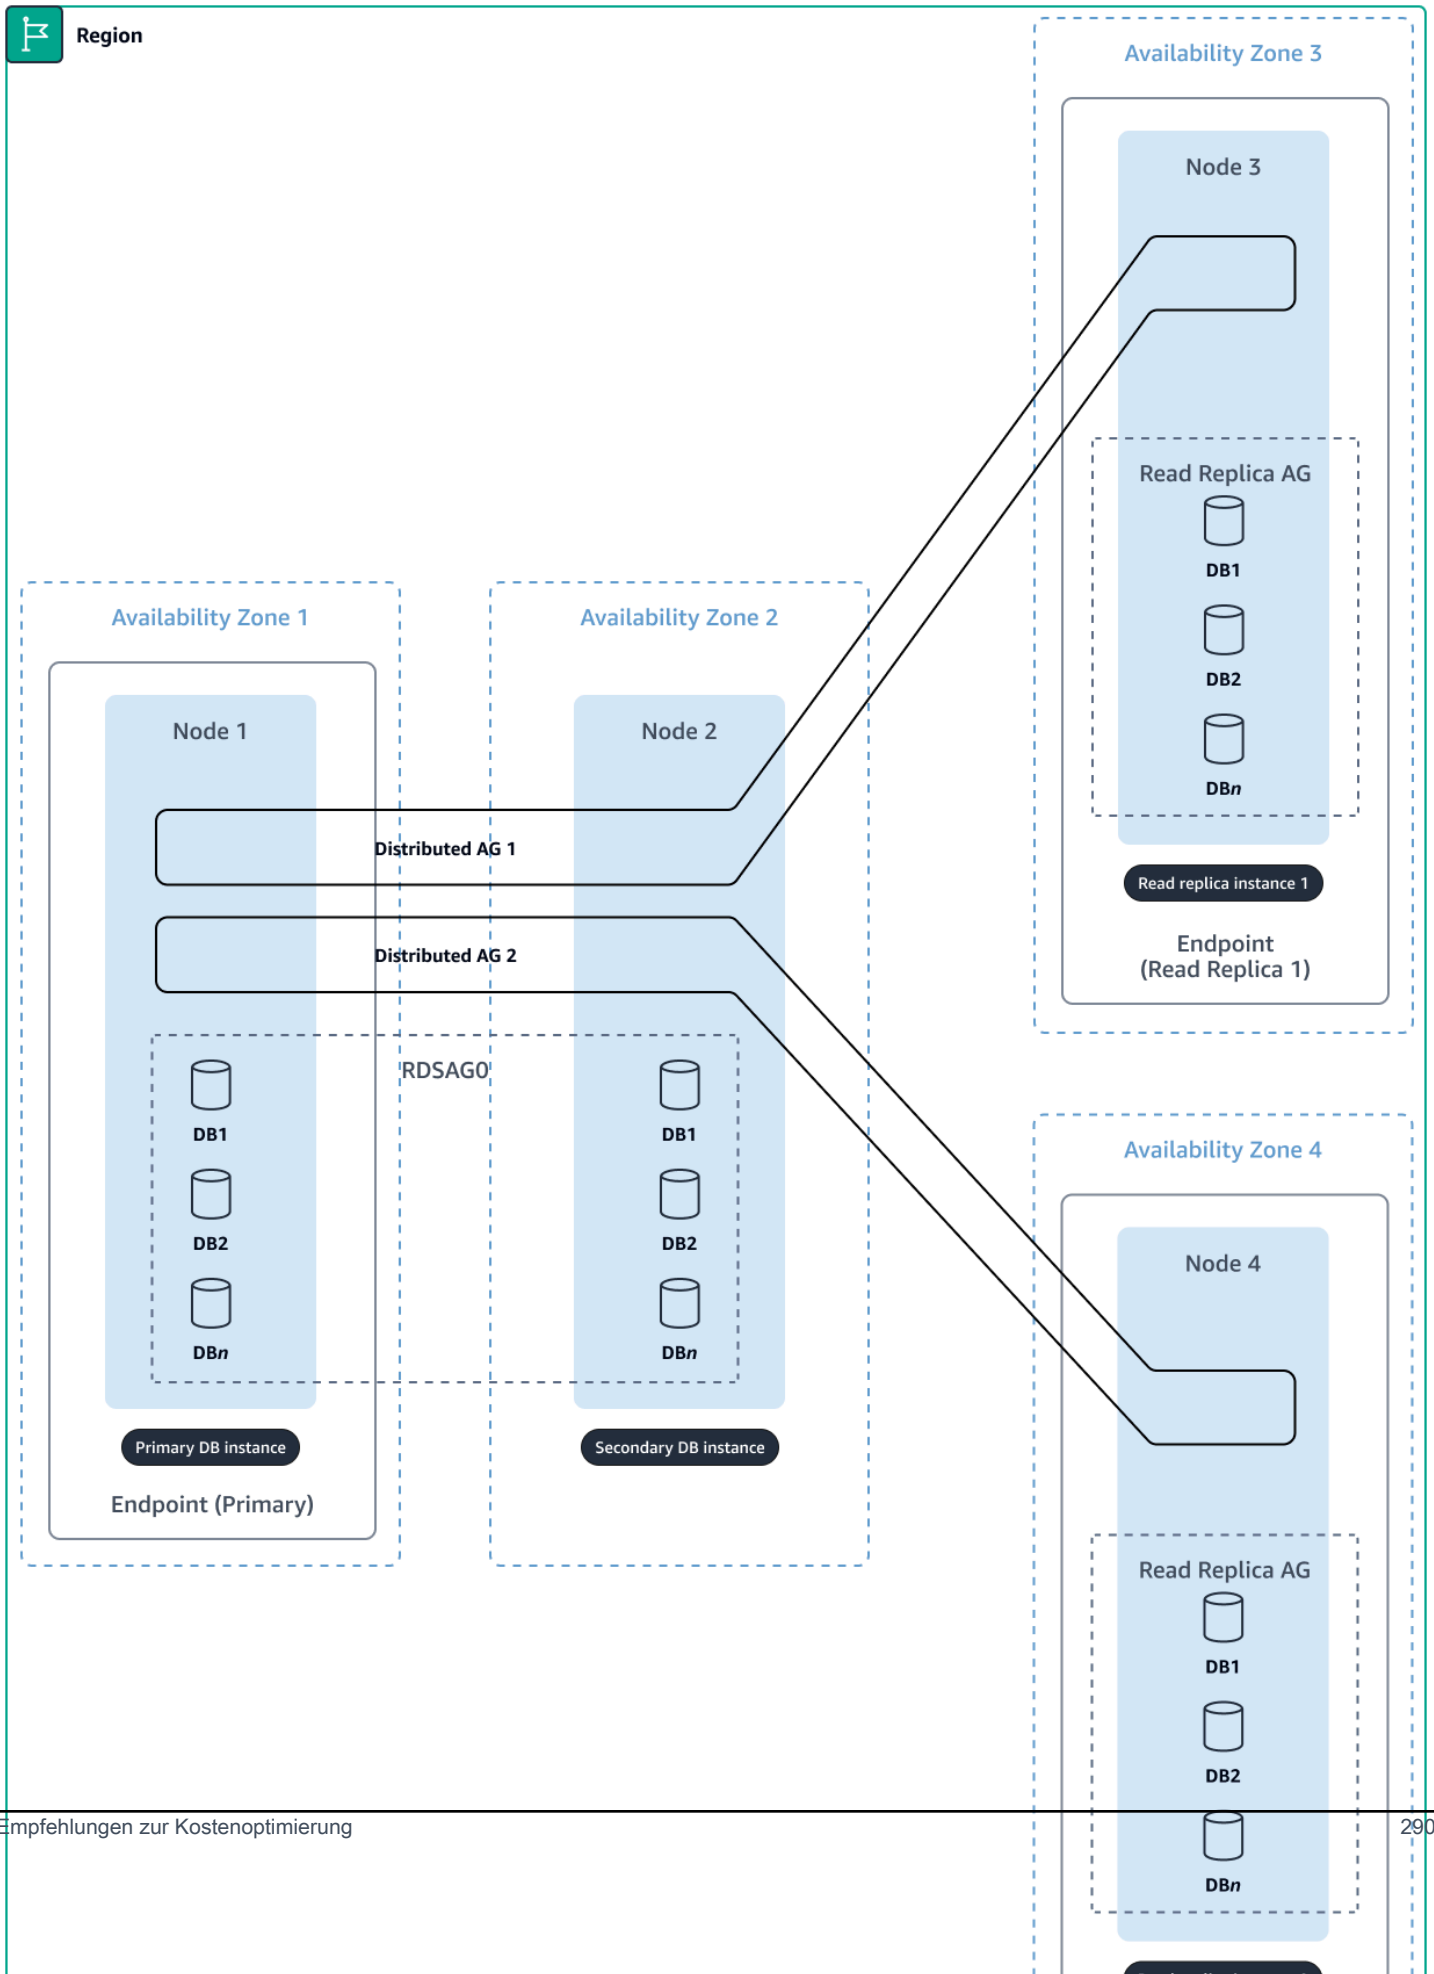 Region
Availability Zone 3
Node 3
Read Replica AG
DB1
DB2
DBn
Read replica instance 1
Endpoint
(Read Replica 1)
Availability Zone 1
Node 1
Availability Zone 2
Node 2
Distributed AG 1
Distributed AG 2
RDSAG0
DB1
DB2
DBn
DB1
DB2
DBn
Primary DB instance
Endpoint (Primary)
Secondary DB instance
Availability Zone 4
Node 4
Read Replica AG
DB1
DB2
DBn
Empfehlungen zur Kostenoptimierung
290